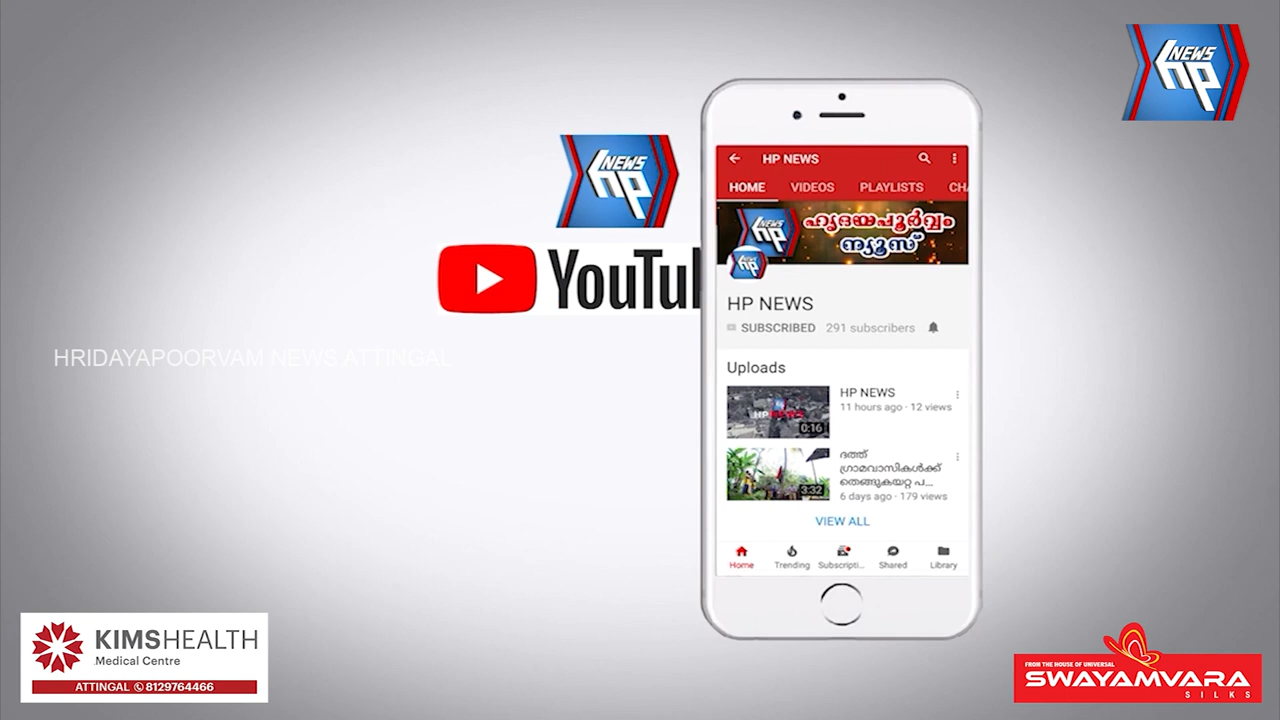 NEWS
hp
NEWS
hp
YouTu
HRIDAYAPOORVAM NEWS ATTINGAL
HP NEWS
HOME VIDEOS PLAYLISTS CHA
NEWS
hp
ഹൃദയപൂർവ്വം
ന്യൂസ്
HP NEWS
SUBSCRIBED 291 subscribers
Uploads
HP NEWS
0:16
HP NEWS
11 hours ago · 12 views
3:32
ദത്ത്
ഗ്രാമവാസികൾക്ക്
തെങ്ങുകയറ്റ പ...
6 days ago · 179 views
VIEW ALL
Home Trending Subscripti... Shared Library
KIMSHEALTH
Medical Centre
ATTINGAL 8129764466
FROM THE HOUSE OF UNIVERSAL
SWAYAMVARA
SILKS